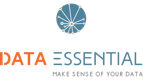 DATA ESSENTIAL
MAKE SENSE OF YOUR DATA